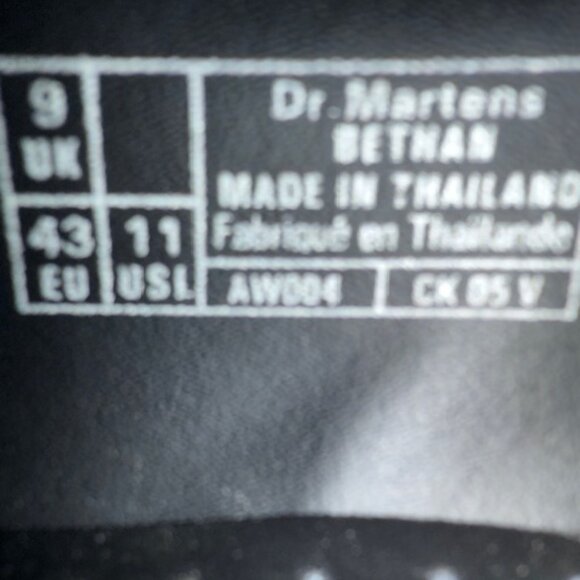 9
UK
43
EU
11
USL
Dr. Martens
BETHAN
MADE IN THAILAND
Fabriqué en Thaïlande
AW004
CK 05 V